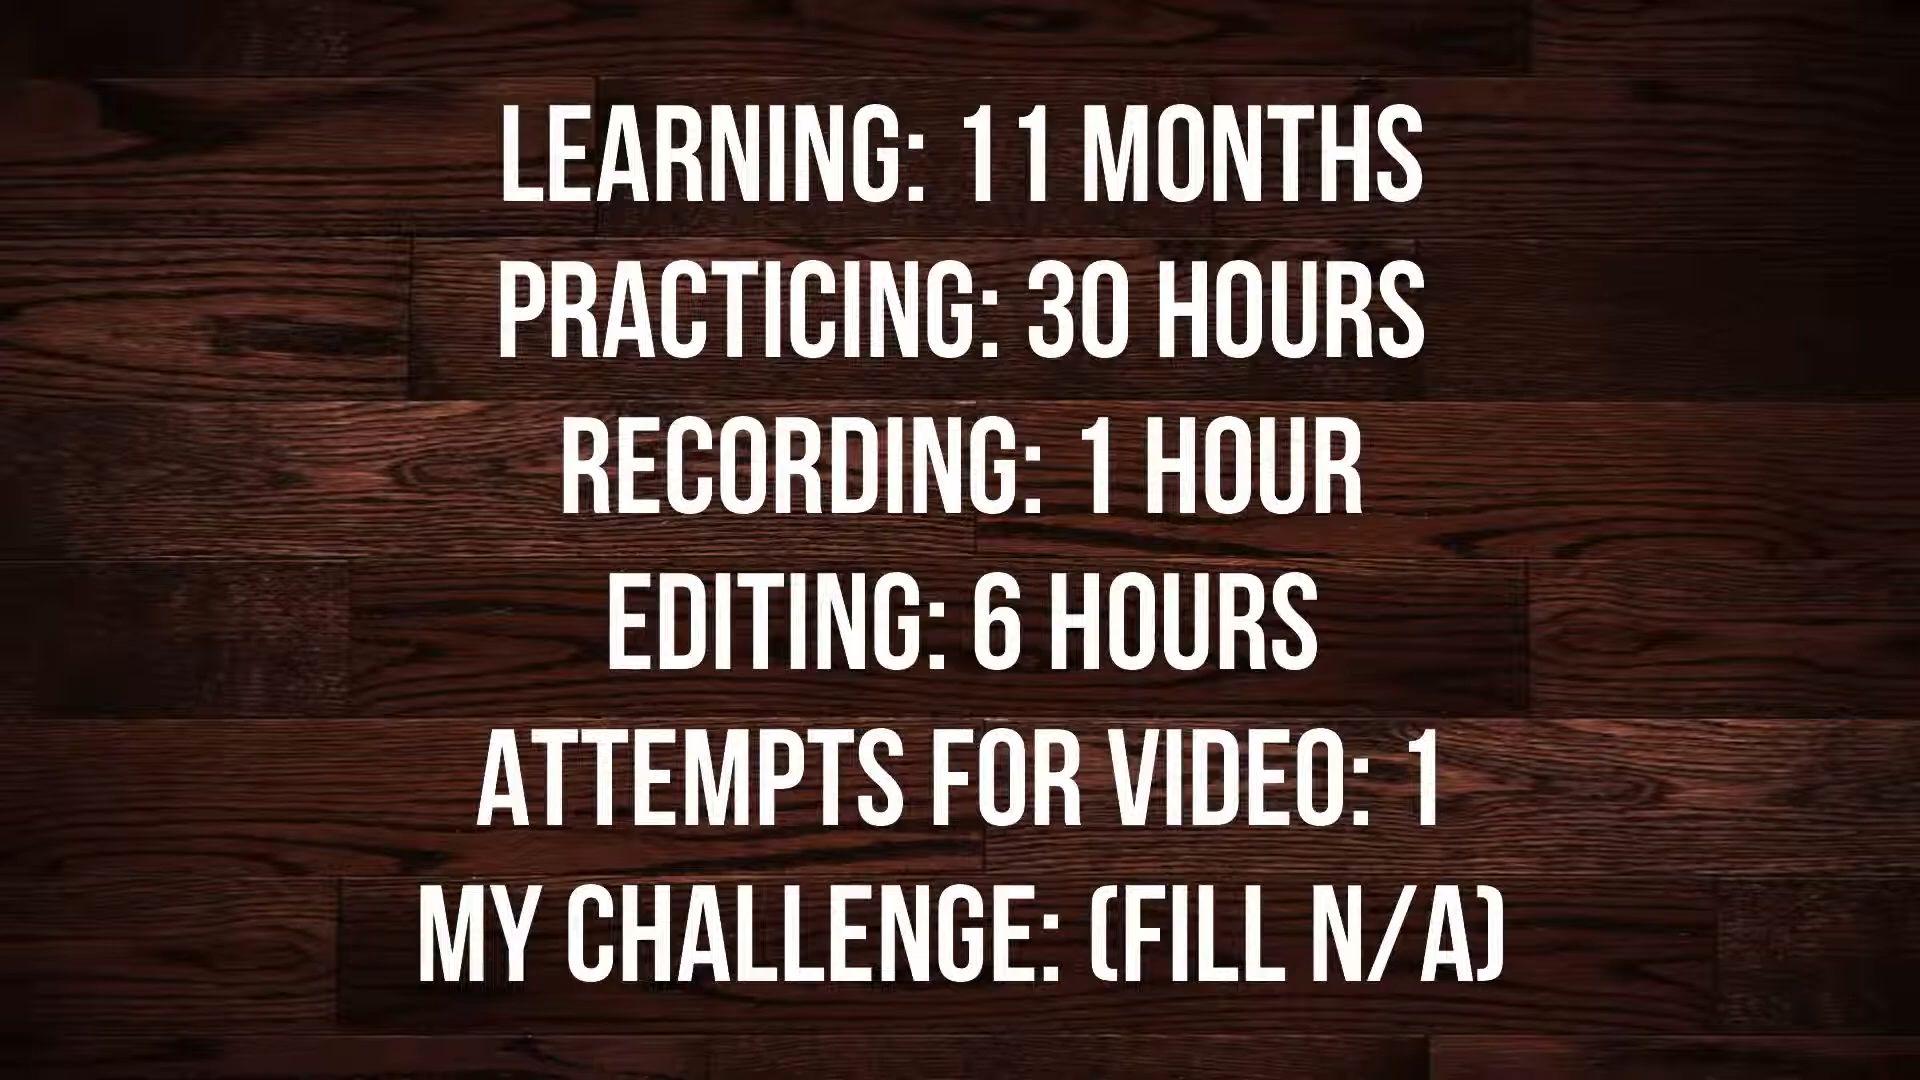 LEARNING: 11 MONTHS
PRACTICING: 30 HOURS
RECORDING: 1 HOUR
EDITING: 6 HOURS
ATTEMPTS FOR VIDEO: 1
MY CHALLENGE: (FILL N/A)